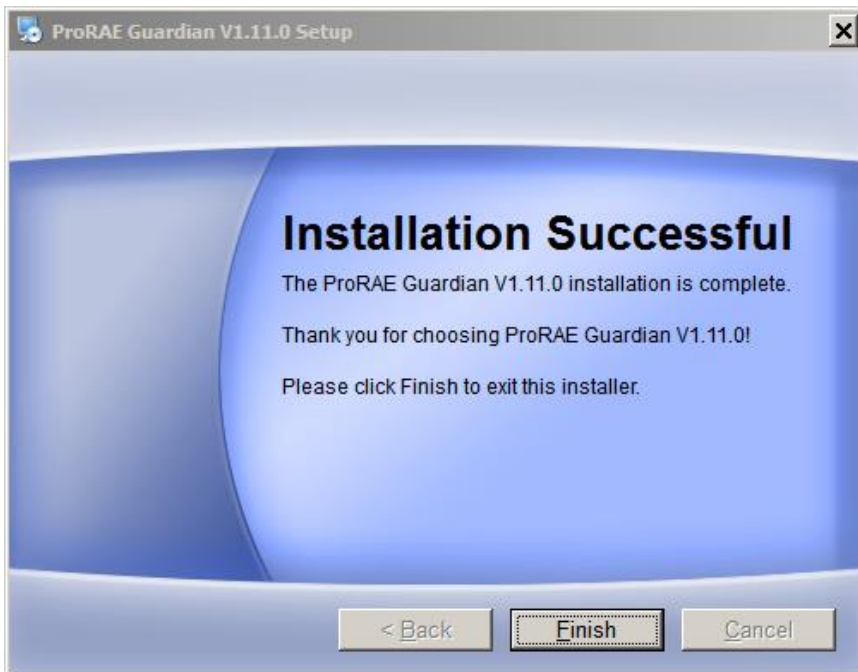 ProRAE Guardian V1.11.0 Setup
Installation Successful
The ProRAE Guardian V1.11.0 installation is complete.
Thank you for choosing ProRAE Guardian V1.11.0!
Please click Finish to exit this installer.
< Back Finish Cancel